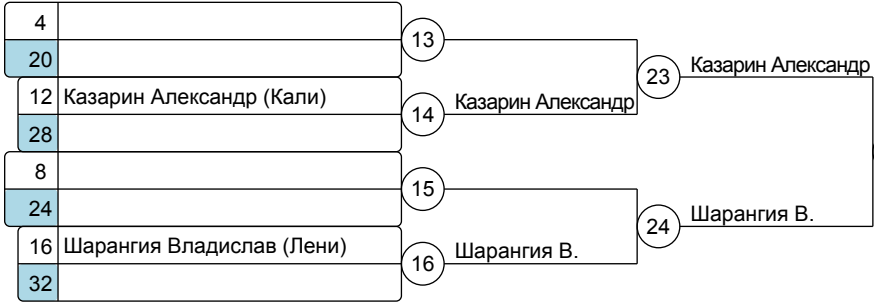 4
13
20
23 Казарин Александр
12 Казарин Александр (Кали)
14 Казарин Александр
28
8
15
24
24 Шарангия В.
16 Шарангия Владислав (Лени)
16 Шарангия В.
32